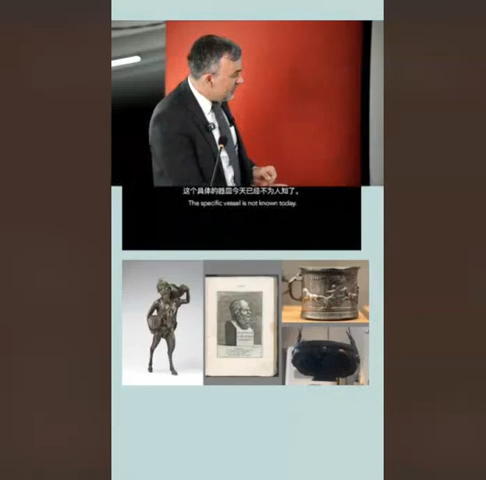 这个具体的器皿今天已经不为人知了。
The specific vessel is not known today.